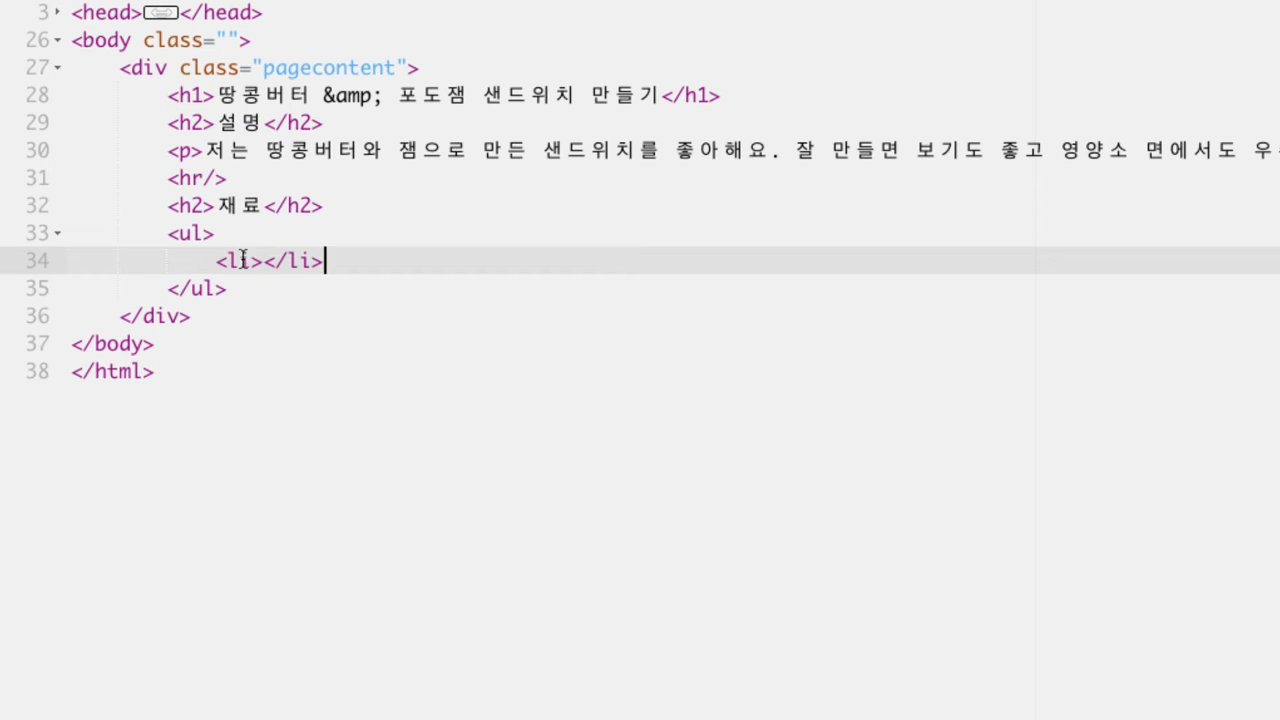 3 <head></head>
26 <body class="">
27 <div class="pagecontent">
28 <h1>땅콩버터 &amp; 포도잼 샌드위치 만들기</h1>
29 <h2>설명</h2>
30 <p>저는 땅콩버터와 잼으로 만든 샌드위치를 좋아해요. 잘 만들면 보기도 좋고 영양소 면에서도 우
31 <hr/>
32 <h2>재료</h2>
33 <ul>
34 <li></li>
35 </ul>
36 </div>
37 </body>
38 </html>